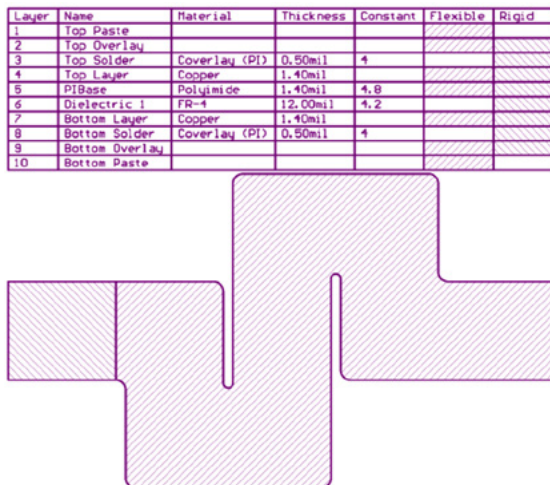 Layer Name Material Thickness Constant Flexible Rigid
1 Top Paste
2 Top Overlay
3 Top Solder Coverlay (PI) 0.50mil 4
4 Top Layer Copper 1.40mil
5 PIBase Polyimide 1.40mil 4.8
6 Dielectric 1 FR-4 12.00mil 4.2
7 Bottom Layer Copper 1.40mil
8 Bottom Solder Coverlay (PI) 0.50mil 4
9 Bottom Overlay
10 Bottom Paste